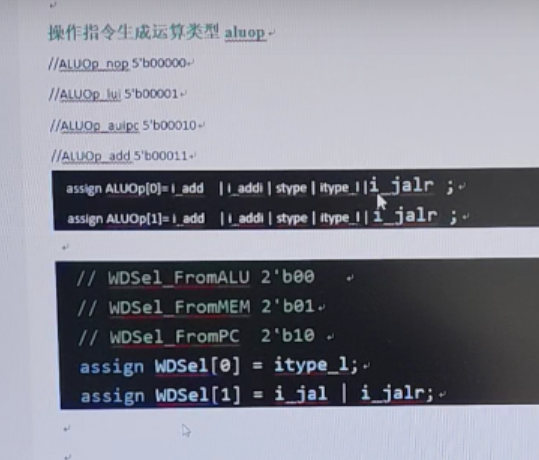 操作指令生成运算类型 aluop
//ALUOp_nop 5'b00000
//ALUOp_lui 5'b00001
//ALUOp_auipc 5'b00010
//ALUOp_add 5'b00011
assign ALUOp[0]= i_add | i_addi | stype | itype_l | i_jalr ;
assign ALUOp[1]= i_add | i_addi | stype | itype_l | i_jalr ;
// WDSel_FromALU 2'b00
// WDSel_FromMEM 2'b01
// WDSel_FromPC 2'b10
assign WDSel[0] = itype_l;
assign WDSel[1] = i_jal | i_jalr;